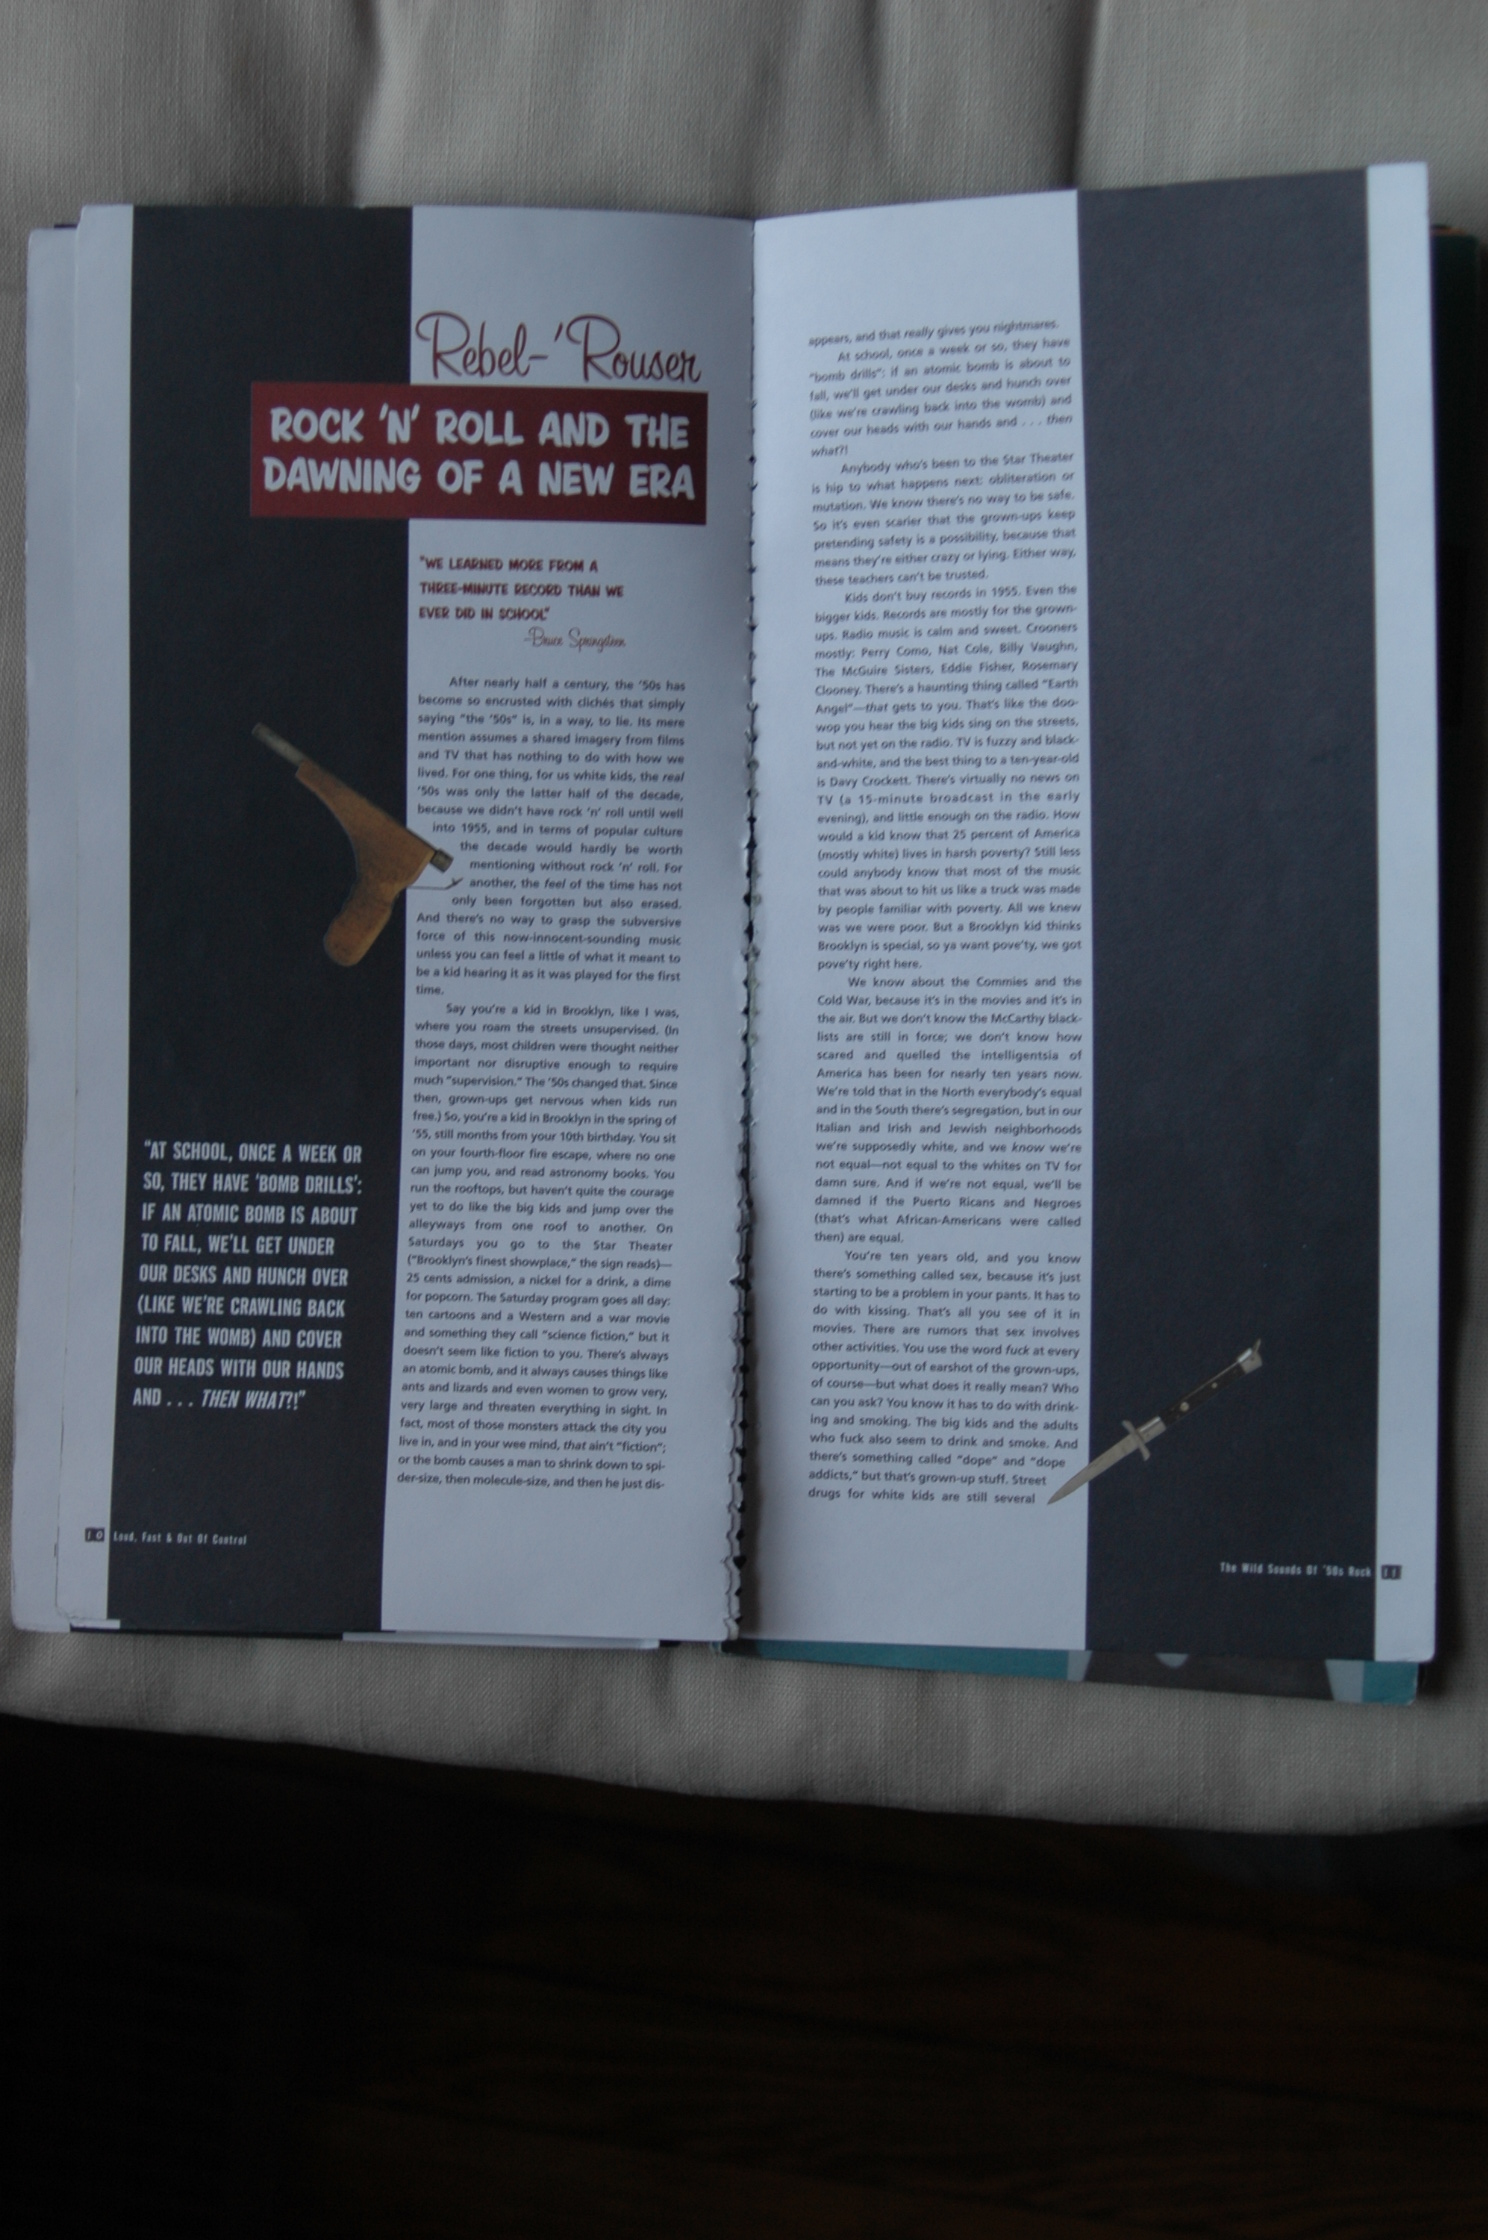 Rebel-'Rouser
ROCK 'N' ROLL AND THE
DAWNING OF A NEW ERA
"WE LEARNED MORE FROM A
THREE-MINUTE RECORD THAN WE
EVER DID IN SCHOOL"
-Bruce Springsteen
After nearly half a century, the '50s has
become so encrusted with clichés that simply
saying "the '50s" is, in a way, to lie. Its mere
mention assumes a shared imagery from films
and TV that has nothing to do with how we
lived. For one thing, for us white kids, the real
'50s was only the latter half of the decade,
because we didn't have rock 'n' roll until well
into 1955, and in terms of popular culture
the decade would hardly be worth
mentioning without rock 'n' roll. For
another, the feel of the time has not
only been forgotten but also erased.
And there's no way to grasp the subversive
force of this now-innocent-sounding music
unless you can feel a little of what it meant to
be a kid hearing it as it was played for the first
time.
Say you're a kid in Brooklyn, like I was,
where you roam the streets unsupervised. (In
those days, most children were thought neither
important nor disruptive enough to require
much "supervision." The '50s changed that. Since
then, grown-ups get nervous when kids run
free.) So, you're a kid in Brooklyn in the spring of
'55, still months from your 10th birthday. You sit
on your fourth-floor fire escape, where no one
can jump you, and read astronomy books. You
run the rooftops, but haven't quite the courage
yet to do like the big kids and jump over the
alleyways from one roof to another. On
Saturdays you go to the Star Theater
("Brooklyn's finest showplace," the sign reads)—
25 cents admission, a nickel for a drink, a dime
for popcorn. The Saturday program goes all day:
ten cartoons and a Western and a war movie
and something they call "science fiction," but it
doesn't seem like fiction to you. There's always
an atomic bomb, and it always causes things like
ants and lizards and even women to grow very,
very large and threaten everything in sight. In
fact, most of those monsters attack the city you
live in, and in your wee mind, that ain't "fiction";
or the bomb causes a man to shrink down to spi-
der-size, then molecule-size, and then he just dis-
"AT SCHOOL, ONCE A WEEK OR
SO, THEY HAVE 'BOMB DRILLS':
IF AN ATOMIC BOMB IS ABOUT
TO FALL, WE'LL GET UNDER
OUR DESKS AND HUNCH OVER
(LIKE WE'RE CRAWLING BACK
INTO THE WOMB) AND COVER
OUR HEADS WITH OUR HANDS
AND . . . THEN WHAT?!"
10 Loud, Fast & Out Of Control
appears, and that really gives you nightmares.
At school, once a week or so, they have
"bomb drills": if an atomic bomb is about to
fall, we'll get under our desks and hunch over
(like we're crawling back into the womb) and
cover our heads with our hands and . . . then
what?!
Anybody who's been to the Star Theater
is hip to what happens next: obliteration or
mutation. We know there's no way to be safe.
So it's even scarier that the grown-ups keep
pretending safety is a possibility, because that
means they're either crazy or lying. Either way,
these teachers can't be trusted.
Kids don't buy records in 1955. Even the
bigger kids. Records are mostly for the grown-
ups. Radio music is calm and sweet. Crooners
mostly: Perry Como, Nat Cole, Billy Vaughn,
The McGuire Sisters, Eddie Fisher, Rosemary
Clooney. There's a haunting thing called "Earth
Angel"—that gets to you. That's like the doo-
wop you hear the big kids sing on the streets,
but not yet on the radio. TV is fuzzy and black-
and-white, and the best thing to a ten-year-old
is Davy Crockett. There's virtually no news on
TV (a 15-minute broadcast in the early
evening), and little enough on the radio. How
would a kid know that 25 percent of America
(mostly white) lives in harsh poverty? Still less
could anybody know that most of the music
that was about to hit us like a truck was made
by people familiar with poverty. All we knew
was we were poor. But a Brooklyn kid thinks
Brooklyn is special, so ya want pove'ty, we got
pove'ty right here.
We know about the Commies and the
Cold War, because it's in the movies and it's in
the air. But we don't know the McCarthy black-
lists are still in force; we don't know how
scared and quelled the intelligentsia of
America has been for nearly ten years now.
We're told that in the North everybody's equal
and in the South there's segregation, but in our
Italian and Irish and Jewish neighborhoods
we're supposedly white, and we know we're
not equal—not equal to the whites on TV for
damn sure. And if we're not equal, we'll be
damned if the Puerto Ricans and Negroes
(that's what African-Americans were called
then) are equal.
You're ten years old, and you know
there's something called sex, because it's just
starting to be a problem in your pants. It has to
do with kissing. That's all you see of it in
movies. There are rumors that sex involves
other activities. You use the word fuck at every
opportunity—out of earshot of the grown-ups,
of course—but what does it really mean? Who
can you ask? You know it has to do with drink-
ing and smoking. The big kids and the adults
who fuck also seem to drink and smoke. And
there's something called "dope" and "dope
addicts," but that's grown-up stuff. Street
drugs for white kids are still several
The Wild Sounds Of '50s Rock 11